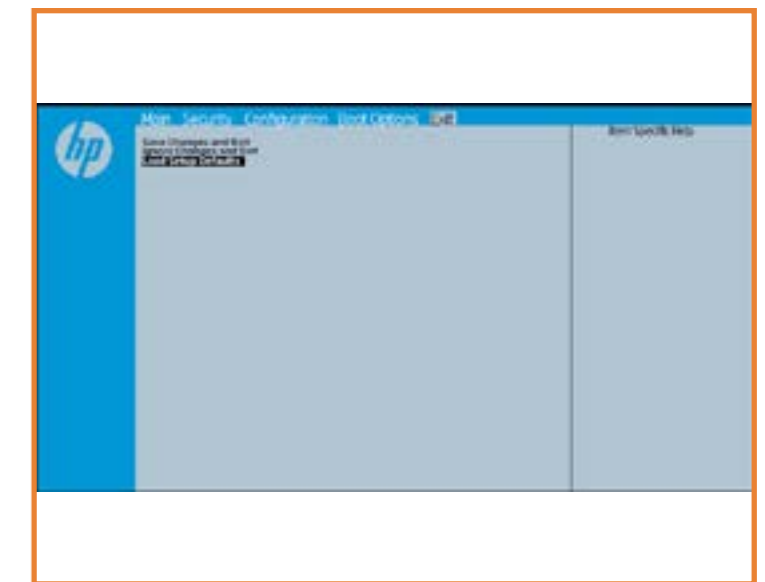 hp
Main Security Configuration Boot Options Exit
Item Specific Help
Save Changes and Exit
Ignore Changes and Exit
Load Setup Defaults